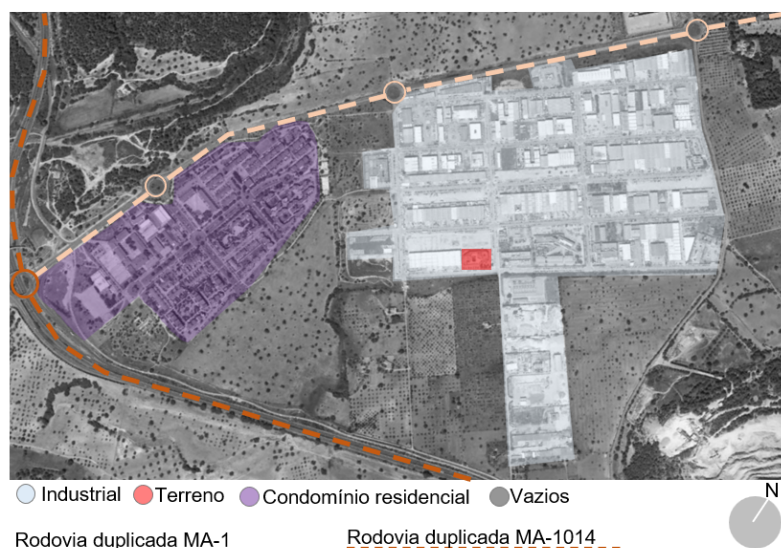 Industrial Terreno Condomínio residencial Vazios
N
Rodovia duplicada MA-1 Rodovia duplicada MA-1014